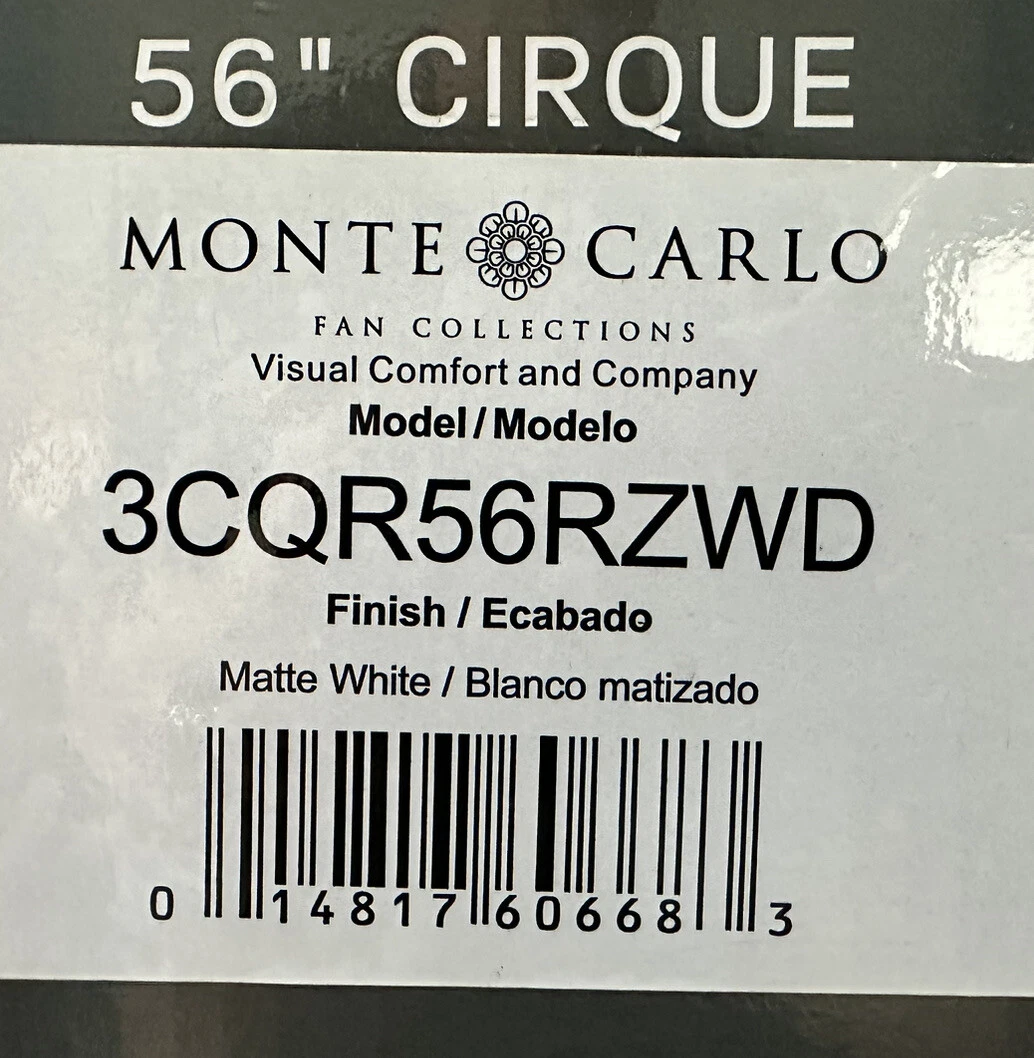 56" CIRQUE
MONTE CARLO
FAN COLLECTIONS
Visual Comfort and Company
Model / Modelo
3CQR56RZWD
Finish / Ecabado
Matte White / Blanco matizado
0 14817 60668 3